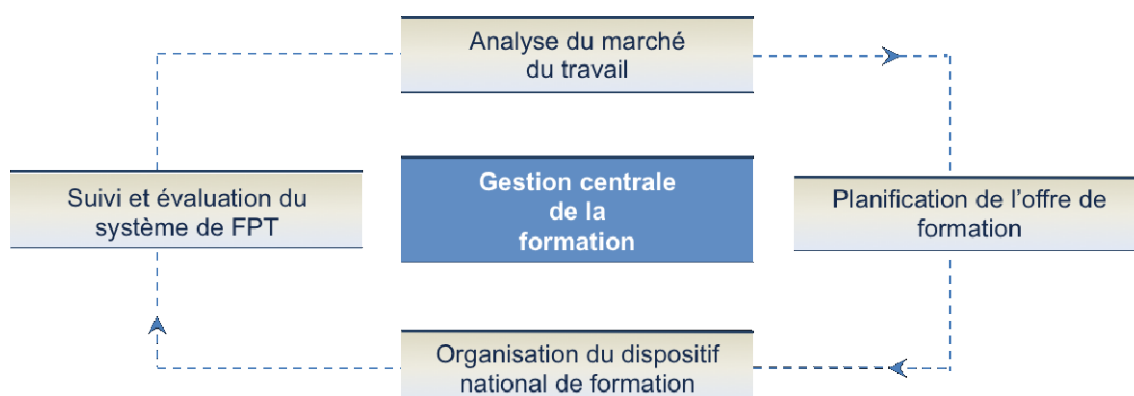 Analyse du marché
du travail
Suivi et évaluation du
système de FPT
Gestion centrale
de la
formation
Planification de l'offre de
formation
Organisation du dispositif
national de formation